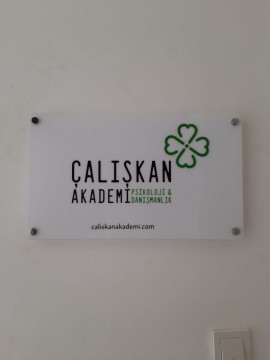 ÇALIŞKAN
AKADEMİ PSİKOLOJİ &
DANIŞMANLIK
caliskanakademi.com